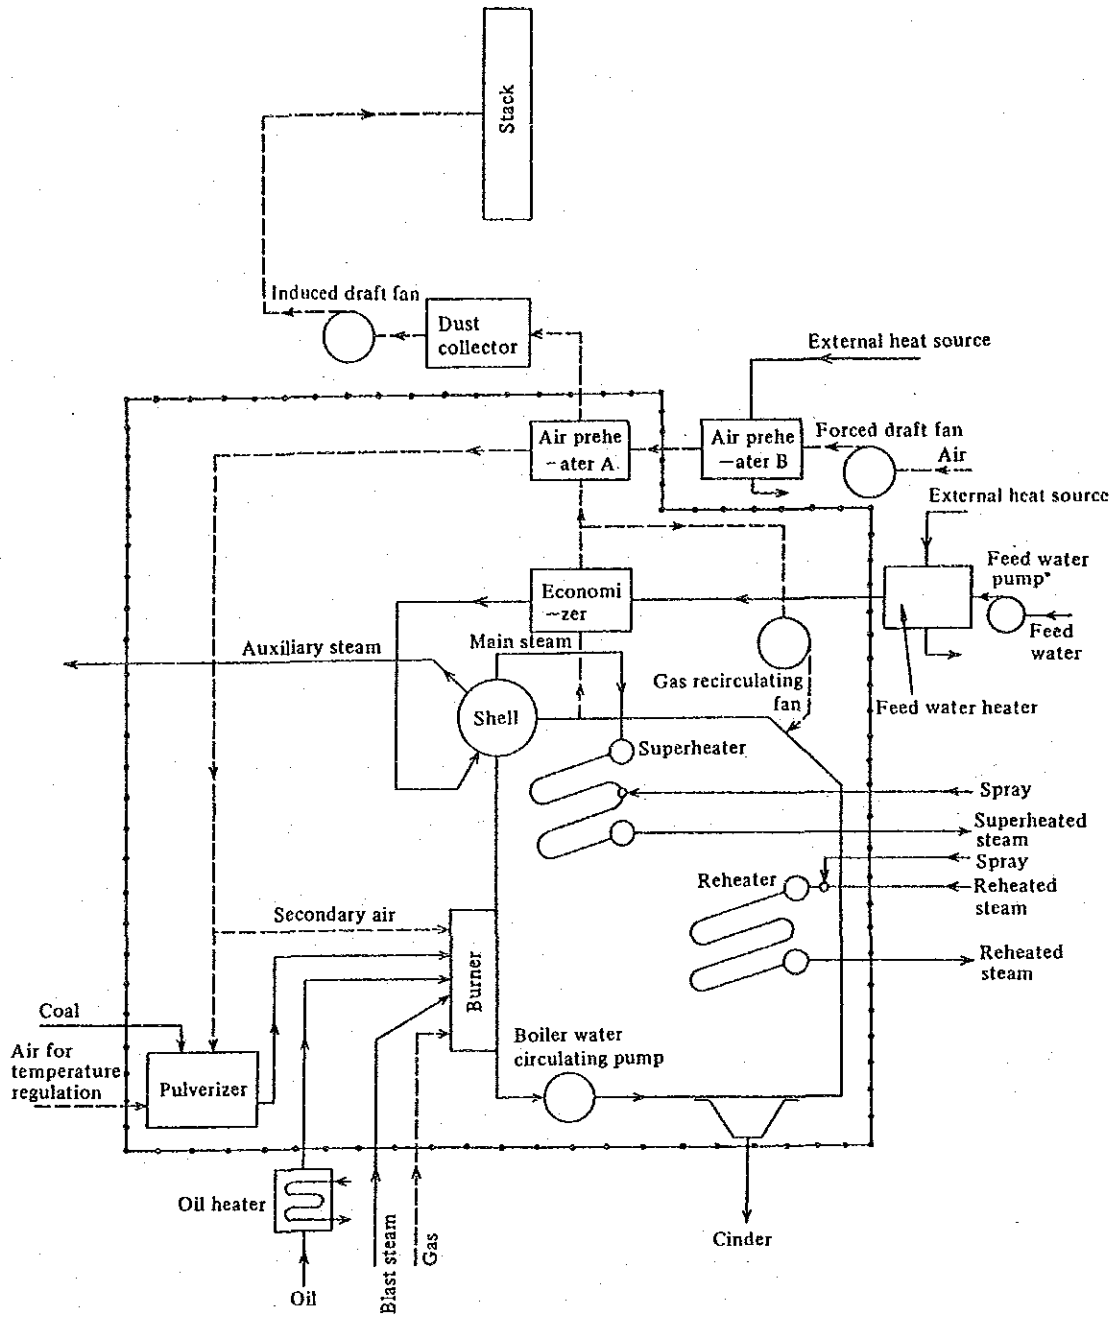 Stack
Induced draft fan
Dust
collector
External heat source
Air prehe
-ater A
Air prehe
-ater B
Forced draft fan
Air
External heat source
Feed water
pump
Feed
water
Economi
-zer
Auxiliary steam
Main steam
Gas recirculating
fan
Feed water heater
Shell
Superheater
Spray
Superheated
steam
Spray
Reheater
Reheated
steam
Reheated
steam
Secondary air
Burner
Coal
Air for
temperature
regulation
Pulverizer
Boiler water
circulating pump
Oil heater
Oil
Blast steam
Gas
Cinder